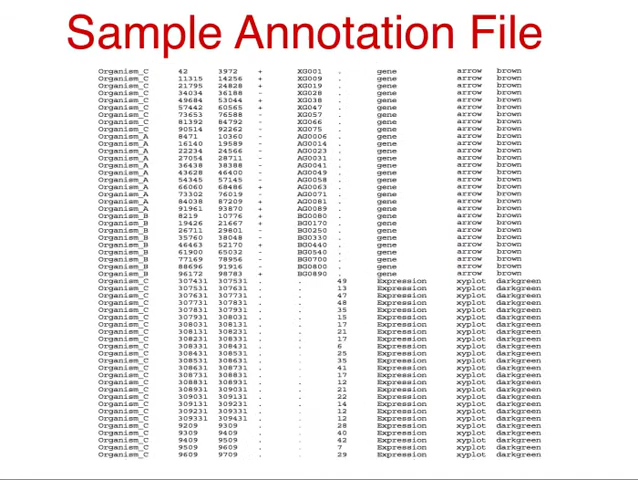 Sample Annotation File
Organism_C 42 3972 + XG001 . gene arrow brown
Organism_C 11315 14256 + XG009 . gene arrow brown
Organism_C 21795 24828 + XG019 . gene arrow brown
Organism_C 34034 36188 - XG028 . gene arrow brown
Organism_C 49684 53044 + XG038 . gene arrow brown
Organism_C 57442 60565 + XG047 . gene arrow brown
Organism_C 73653 76588 - XG057 . gene arrow brown
Organism_C 81392 84792 - XG066 . gene arrow brown
Organism_C 90514 92262 - XG075 . gene arrow brown
Organism_A 8471 10360 - AG0006 . gene arrow brown
Organism_A 16140 19589 - AG0014 . gene arrow brown
Organism_A 22234 24566 - AG0023 . gene arrow brown
Organism_A 27054 28711 - AG0031 . gene arrow brown
Organism_A 36438 38388 - AG0041 . gene arrow brown
Organism_A 43628 46400 - AG0049 . gene arrow brown
Organism_A 54345 57145 - AG0058 . gene arrow brown
Organism_A 66060 68486 + AG0063 . gene arrow brown
Organism_A 73302 76019 - AG0071 . gene arrow brown
Organism_A 84038 87209 + AG0081 . gene arrow brown
Organism_A 91961 93870 + AG0089 . gene arrow brown
Organism_B 8219 10776 + BG0080 . gene arrow brown
Organism_B 19426 21667 + BG0170 . gene arrow brown
Organism_B 26711 29801 - BG0250 . gene arrow brown
Organism_B 35760 38048 - BG0330 . gene arrow brown
Organism_B 46463 52170 + BG0440 . gene arrow brown
Organism_B 61900 65032 - BG0540 . gene arrow brown
Organism_B 77169 78956 - BG0700 . gene arrow brown
Organism_B 88696 91916 - BG0800 . gene arrow brown
Organism_B 96172 98783 + BG0890 . gene arrow brown
Organism_C 307431 307531 . . 49 Expression xyplot darkgreen
Organism_C 307531 307631 . . 13 Expression xyplot darkgreen
Organism_C 307631 307731 . . 47 Expression xyplot darkgreen
Organism_C 307731 307831 . . 48 Expression xyplot darkgreen
Organism_C 307831 307931 . . 35 Expression xyplot darkgreen
Organism_C 307931 308031 . . 15 Expression xyplot darkgreen
Organism_C 308031 308131 . . 17 Expression xyplot darkgreen
Organism_C 308131 308231 . . 21 Expression xyplot darkgreen
Organism_C 308231 308331 . . 17 Expression xyplot darkgreen
Organism_C 308331 308431 . . 6 Expression xyplot darkgreen
Organism_C 308431 308531 . . 25 Expression xyplot darkgreen
Organism_C 308531 308631 . . 35 Expression xyplot darkgreen
Organism_C 308631 308731 . . 41 Expression xyplot darkgreen
Organism_C 308731 308831 . . 17 Expression xyplot darkgreen
Organism_C 308831 308931 . . 12 Expression xyplot darkgreen
Organism_C 308931 309031 . . 21 Expression xyplot darkgreen
Organism_C 309031 309131 . . 22 Expression xyplot darkgreen
Organism_C 309131 309231 . . 14 Expression xyplot darkgreen
Organism_C 309231 309331 . . 12 Expression xyplot darkgreen
Organism_C 309331 309431 . . 12 Expression xyplot darkgreen
Organism_C 9209 9309 . . 28 Expression xyplot darkgreen
Organism_C 9309 9409 . . 40 Expression xyplot darkgreen
Organism_C 9409 9509 . . 42 Expression xyplot darkgreen
Organism_C 9509 9609 . . 7 Expression xyplot darkgreen
Organism_C 9609 9709 . . 29 Expression xyplot darkgreen